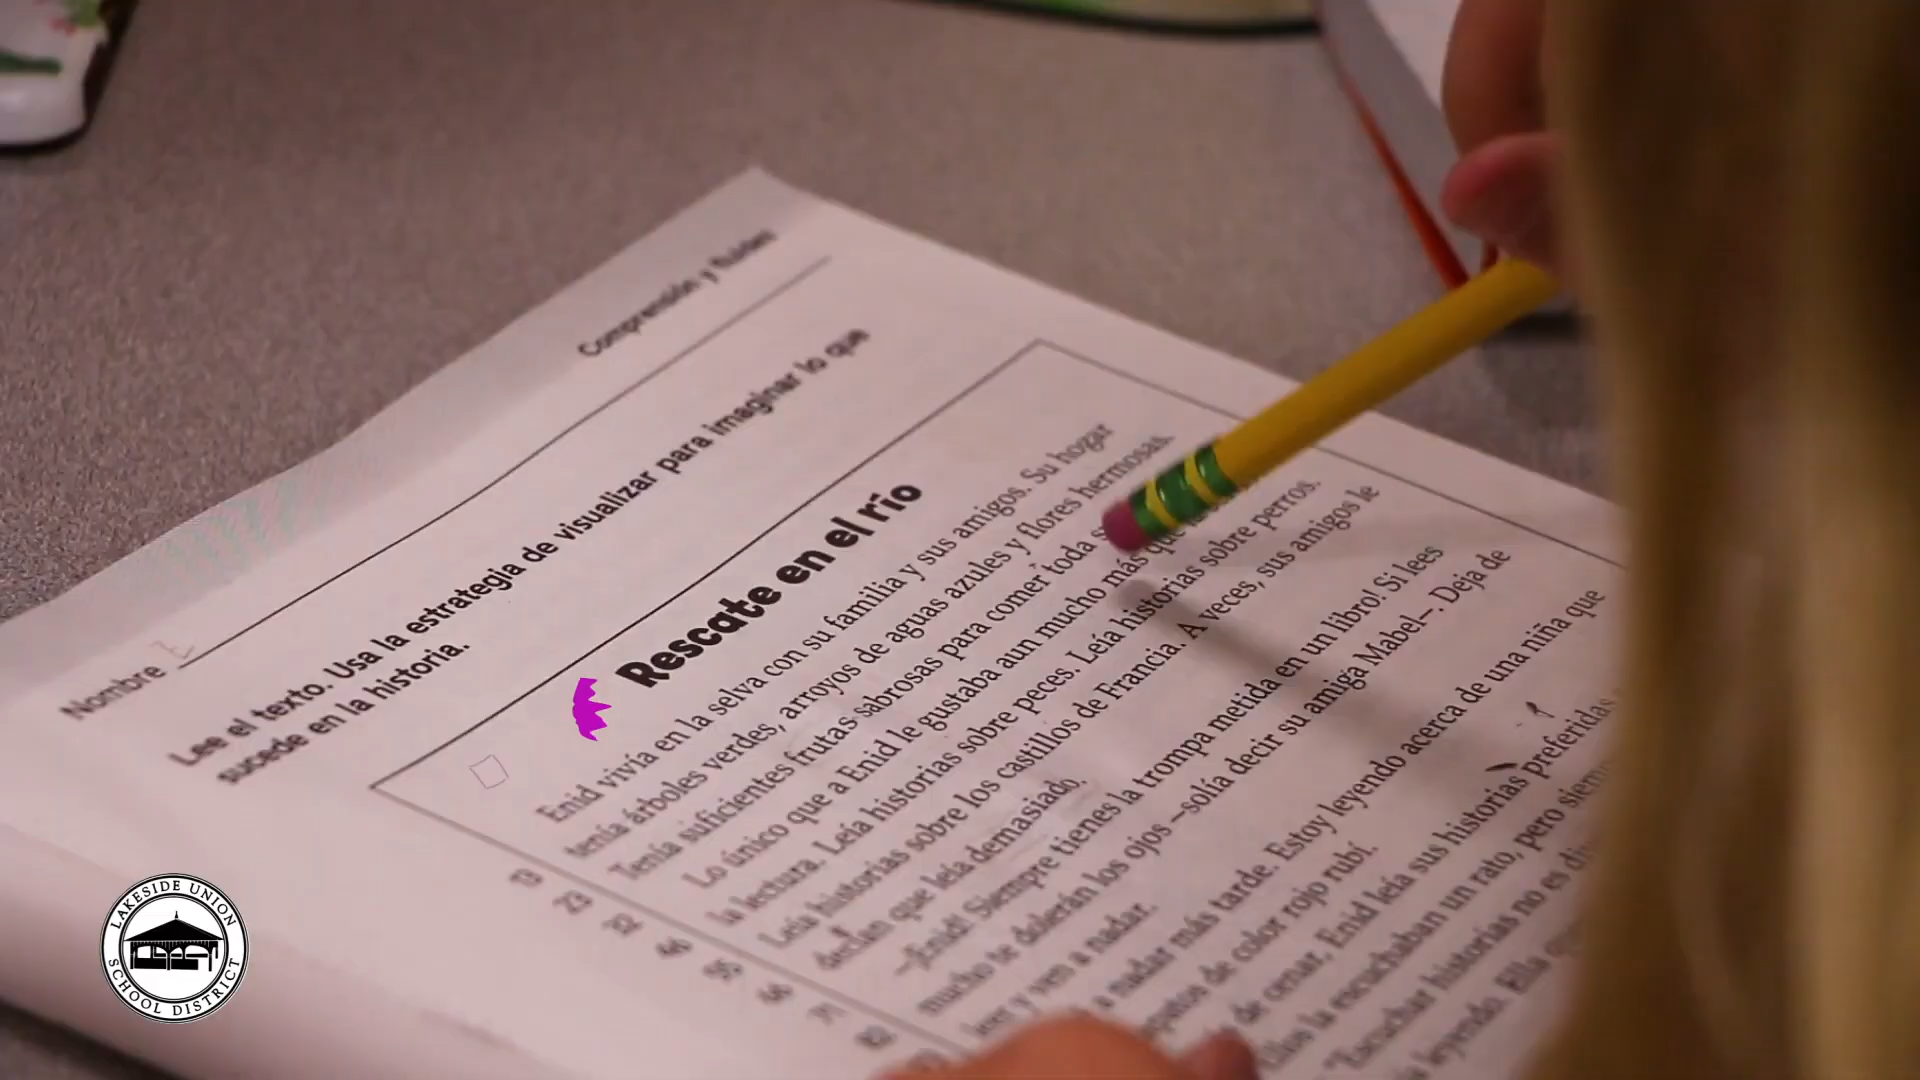 Comprensión y fluidez
Nombre
Lee el texto. Usa la estrategia de visualizar para imaginar lo que
sucede en la historia.
Rescate en el río
Enid vivía en la selva con su familia y sus amigos. Su hogar
tenía árboles verdes, arroyos de aguas azules y flores hermosas.
Tenía suficientes frutas sabrosas para comer toda
Lo único que a Enid le gustaba aun mucho más que
la lectura. Leía historias sobre peces. Leía historias sobre perros.
Leía historias sobre los castillos de Francia. A veces, sus amigos le
decían que leía demasiado.
—¡Enid! Siempre tienes la trompa metida en un libro! Si lees
mucho te dolerán los ojos —solía decir su amiga Mabel—. Deja de
leer y ven a nadar.
a nadar más tarde. Estoy leyendo acerca de una niña que
de color rojo rubí.
de cenar, Enid leía sus historias preferidas
la escuchaban un rato, pero
"Escuchar historias no es
leyendo. Ella
13
23
32
46
55
66
71
82
LAKESIDE UNION
SCHOOL DISTRICT